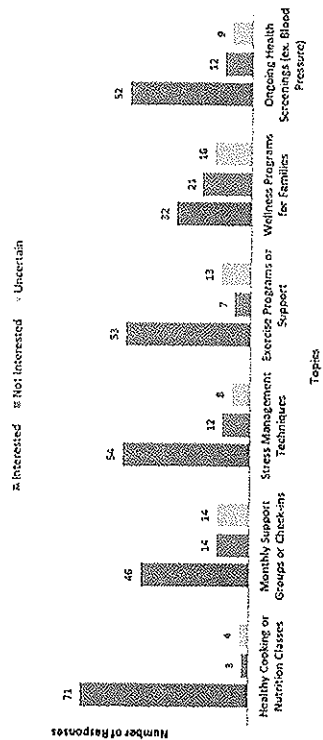 Interested Not Interested Uncertain
Number of Responses
71
3
4
46
14
14
54
12
8
53
7
13
32
21
16
52
12
9
Healthy Cooking or
Nutrition Classes
Monthly Support
Groups or Check-ins
Stress Management
Techniques
Exercise Programs or
Support
Wellness Programs
for Families
Ongoing Health
Screenings (ex. Blood
Pressure)
Topics